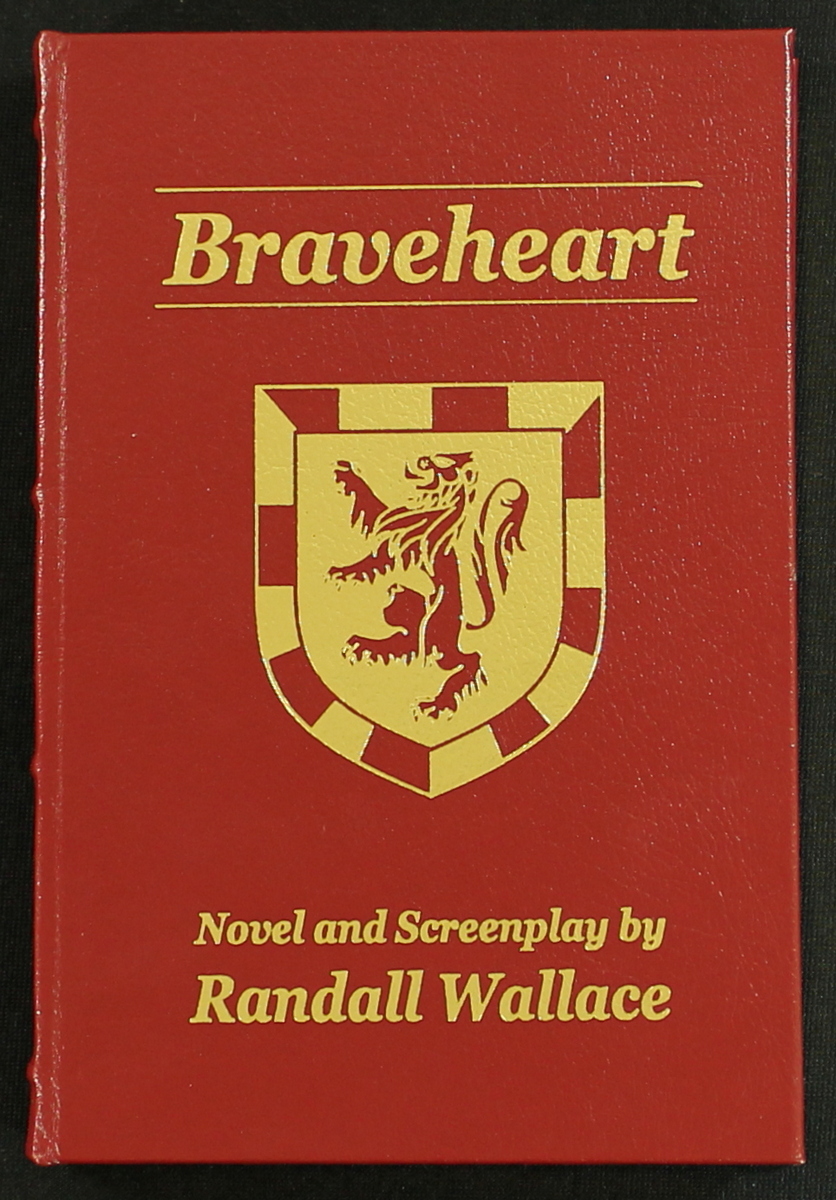 Braveheart
Novel and Screenplay by
Randall Wallace